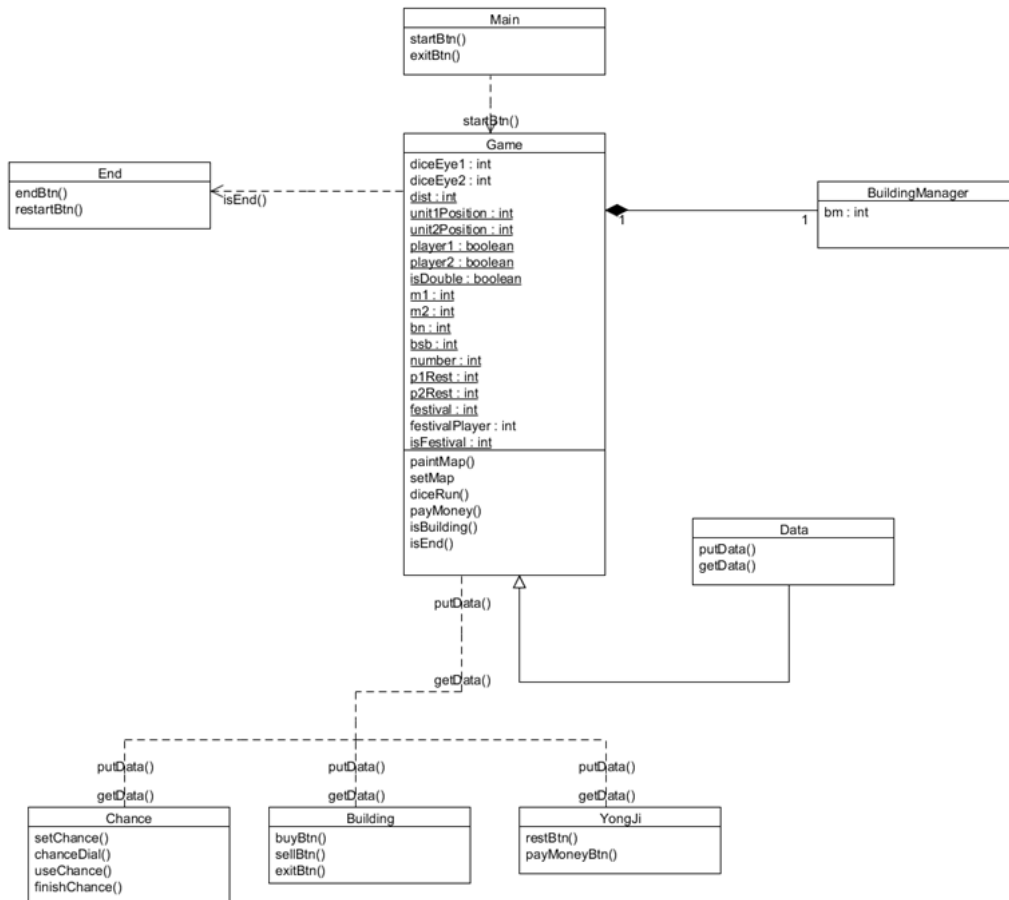 Main
startBtn()
exitBtn()
startBtn()
Game
diceEye1 : int
diceEye2 : int
dist : int
unit1Position : int
unit2Position : int
player1 : boolean
player2 : boolean
isDouble : boolean
m1 : int
m2 : int
bn : int
bsb : int
number : int
p1Rest : int
p2Rest : int
festival : int
festivalPlayer : int
isFestival : int
paintMap()
setMap
diceRun()
payMoney()
isBuilding()
isEnd()
End
endBtn()
restartBtn()
isEnd()
1
1
BuildingManager
bm : int
Data
putData()
getData()
putData()
getData()
putData()
getData()
Chance
setChance()
chanceDial()
useChance()
finishChance()
putData()
getData()
Building
buyBtn()
sellBtn()
exitBtn()
putData()
getData()
YongJi
restBtn()
payMoneyBtn()